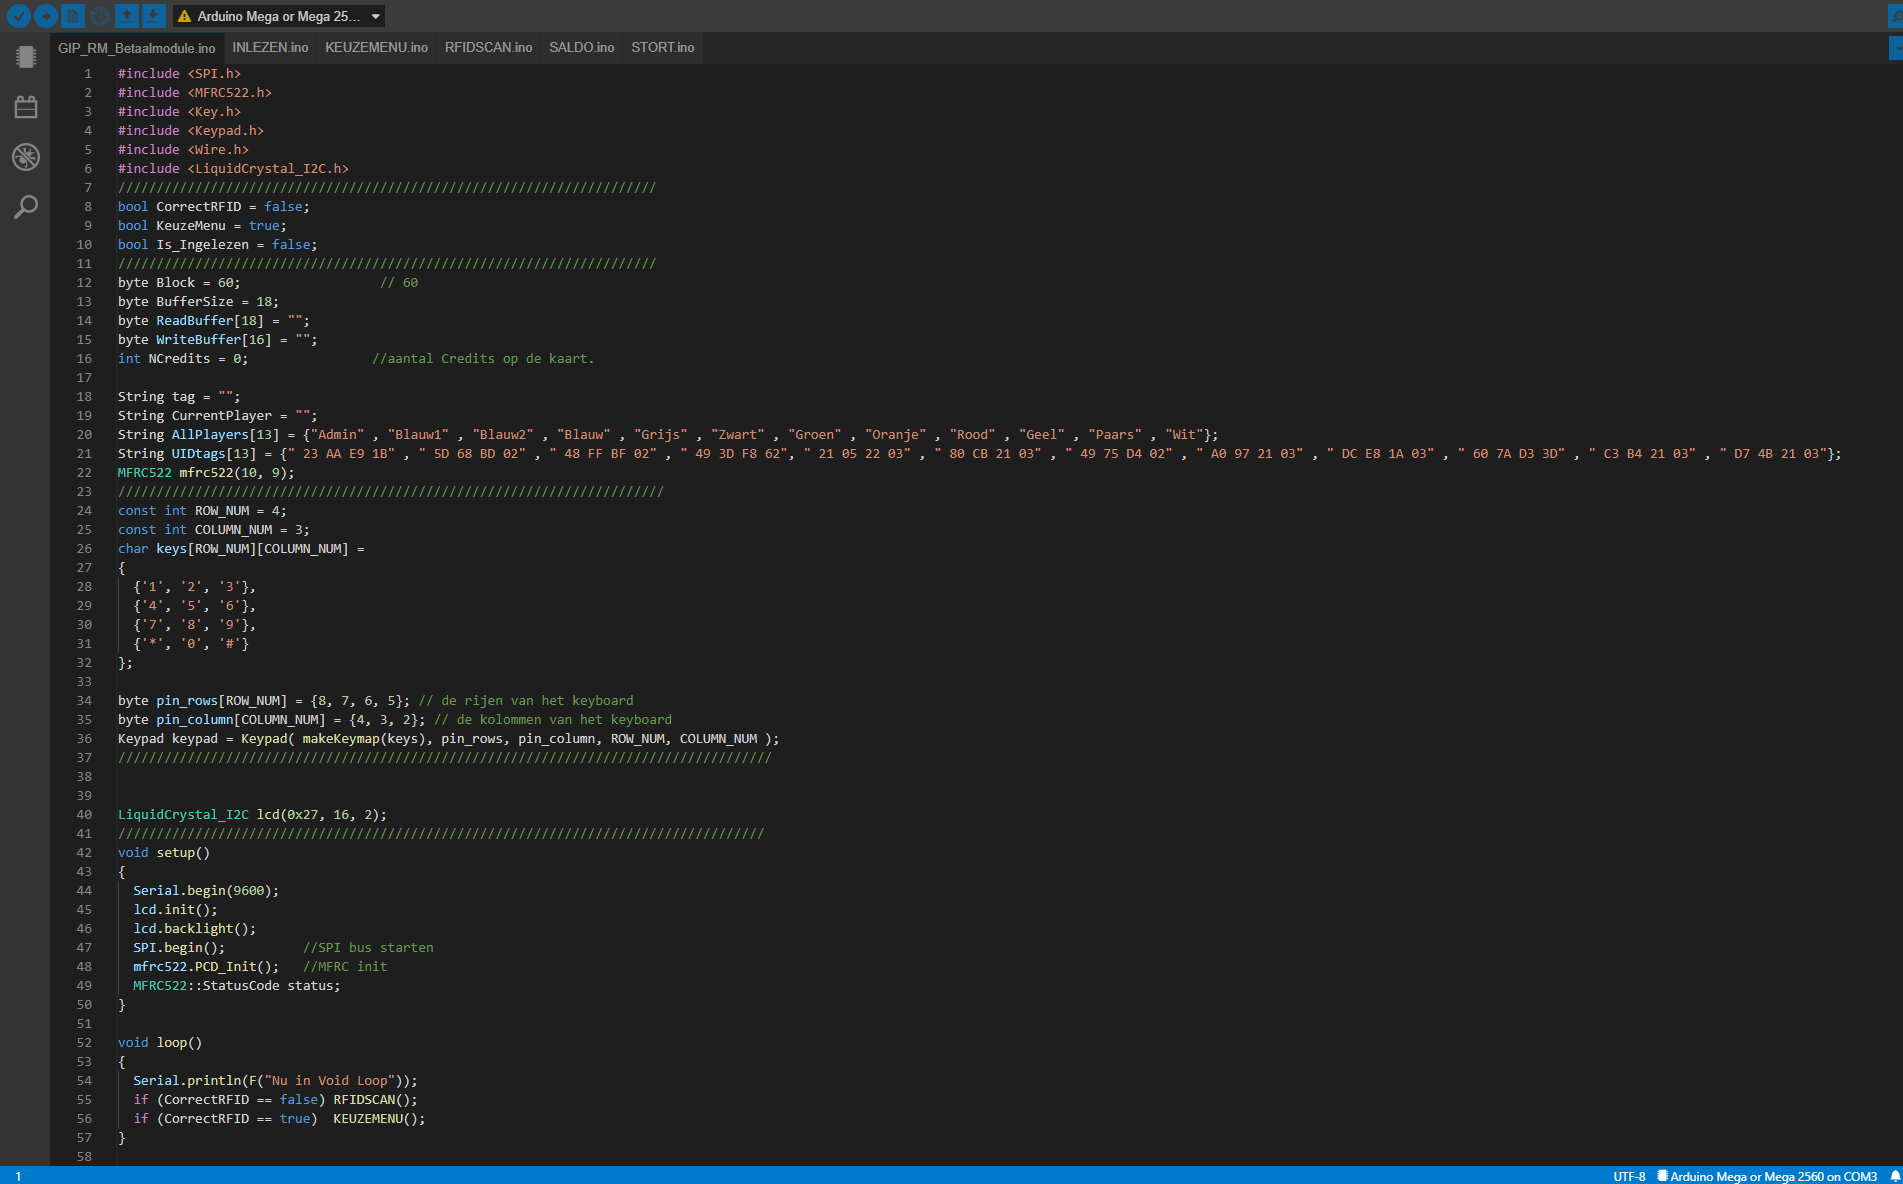 Arduino Mega or Mega 25...
GIP_RM_Betaalmodule.ino INLEZEN.ino KEUZEMENU.ino RFIDSCAN.ino SALDO.ino STORT.ino
1 #include <SPI.h>
2 #include <MFRC522.h>
3 #include <Key.h>
4 #include <Keypad.h>
5 #include <Wire.h>
6 #include <LiquidCrystal_I2C.h>
7 //////////////////////////////////////////////////////////////////////
8 bool CorrectRFID = false;
9 bool KeuzeMenu = true;
10 bool Is_Ingelezen = false;
11 //////////////////////////////////////////////////////////////////////
12 byte Block = 60; // 60
13 byte BufferSize = 18;
14 byte ReadBuffer[18] = "";
15 byte WriteBuffer[16] = "";
16 int NCredits = 0; //aantal Credits op de kaart.
17
18 String tag = "";
19 String CurrentPlayer = "";
20 String AllPlayers[13] = {"Admin" , "Blauw1" , "Blauw2" , "Blauw" , "Grijs" , "Zwart" , "Groen" , "Oranje" , "Rood" , "Geel" , "Paars" , "Wit"};
21 String UIDtags[13] = {" 23 AA E9 1B" , " 5D 68 BD 02" , " 48 FF BF 02" , " 49 3D F8 62", " 21 05 22 03" , " 80 CB 21 03" , " 49 75 D4 02" , " A0 97 21 03" , " DC E8 1A 03" , " 60 7A D3 3D" , " C3 B4 21 03" , " D7 4B 21 03"};
22 MFRC522 mfrc522(10, 9);
23 ///////////////////////////////////////////////////////////////////////
24 const int ROW_NUM = 4;
25 const int COLUMN_NUM = 3;
26 char keys[ROW_NUM][COLUMN_NUM] =
27 {
28 {'1', '2', '3'},
29 {'4', '5', '6'},
30 {'7', '8', '9'},
31 {'*', '0', '#'}
32 };
33
34 byte pin_rows[ROW_NUM] = {8, 7, 6, 5}; // de rijen van het keyboard
35 byte pin_column[COLUMN_NUM] = {4, 3, 2}; // de kolommen van het keyboard
36 Keypad keypad = Keypad( makeKeymap(keys), pin_rows, pin_column, ROW_NUM, COLUMN_NUM );
37 /////////////////////////////////////////////////////////////////////////////////////
38
39
40 LiquidCrystal_I2C lcd(0x27, 16, 2);
41 ////////////////////////////////////////////////////////////////////////////////////
42 void setup()
43 {
44 Serial.begin(9600);
45 lcd.init();
46 lcd.backlight();
47 SPI.begin(); //SPI bus starten
48 mfrc522.PCD_Init(); //MFRC init
49 MFRC522::StatusCode status;
50 }
51
52 void loop()
53 {
54 Serial.println(F("Nu in Void Loop"));
55 if (CorrectRFID == false) RFIDSCAN();
56 if (CorrectRFID == true) KEUZEMENU();
57 }
58
1 UTF-8 Arduino Mega or Mega 2560 on COM3